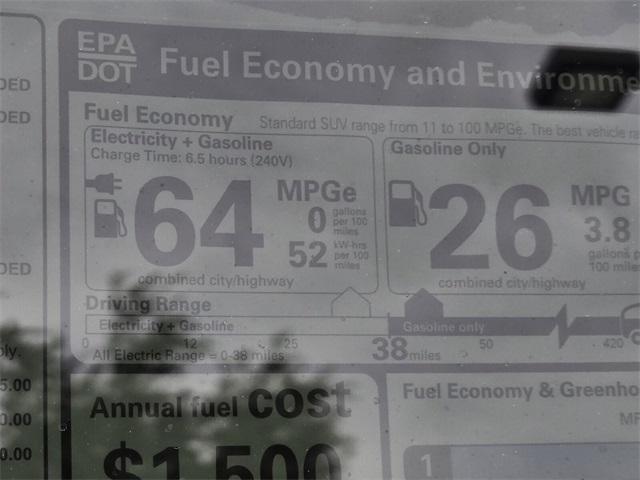 EPA
DOT
Fuel Economy and Environme
DED
DED
DED
Fuel Economy
Standard SUV range from 11 to 100 MPGe. The best vehicle ra
Electricity + Gasoline
Charge Time: 6.5 hours (240V)
64
MPGe
0 gallons per 100 miles
52 kW-hrs per 100 miles
combined city/highway
Gasoline Only
26
MPG
3.8
gallons p
100 mile
combined city/highway
Driving Range
Electricity + Gasoline
Gasoline only
0 12 25 38 miles 50 420
All Electric Range = 0-38 miles
ply.
5.00
0.00
0.00
Annual fuel cost
$1,500
Fuel Economy & Greenho
MP
1